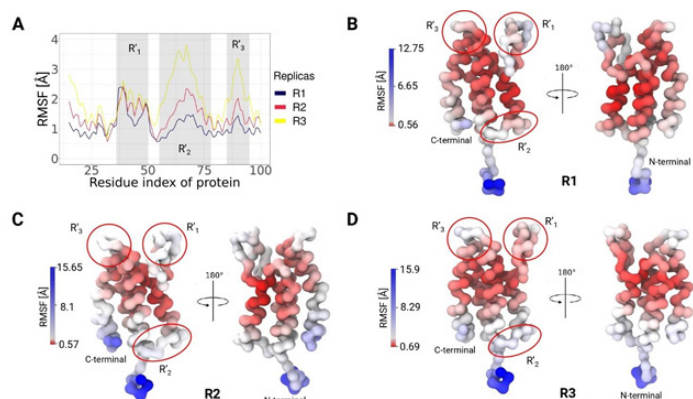 A
RMSF [Å]
4
3
2
1
0
R'1
R'3
R'2
25
50
75
100
Residue index of protein
Replicas
R1
R2
R3
B
RMSF [Å]
12.75
6.65
0.56
R'3
R'1
180°
C-terminal
R'2
N-terminal
R1
C
RMSF [Å]
15.65
8.1
0.57
R'3
R'1
180°
C-terminal
R'2
R2
N-terminal
D
RMSF [Å]
15.9
8.29
0.69
R'3
R'1
180°
C-terminal
R'2
R3
N-terminal